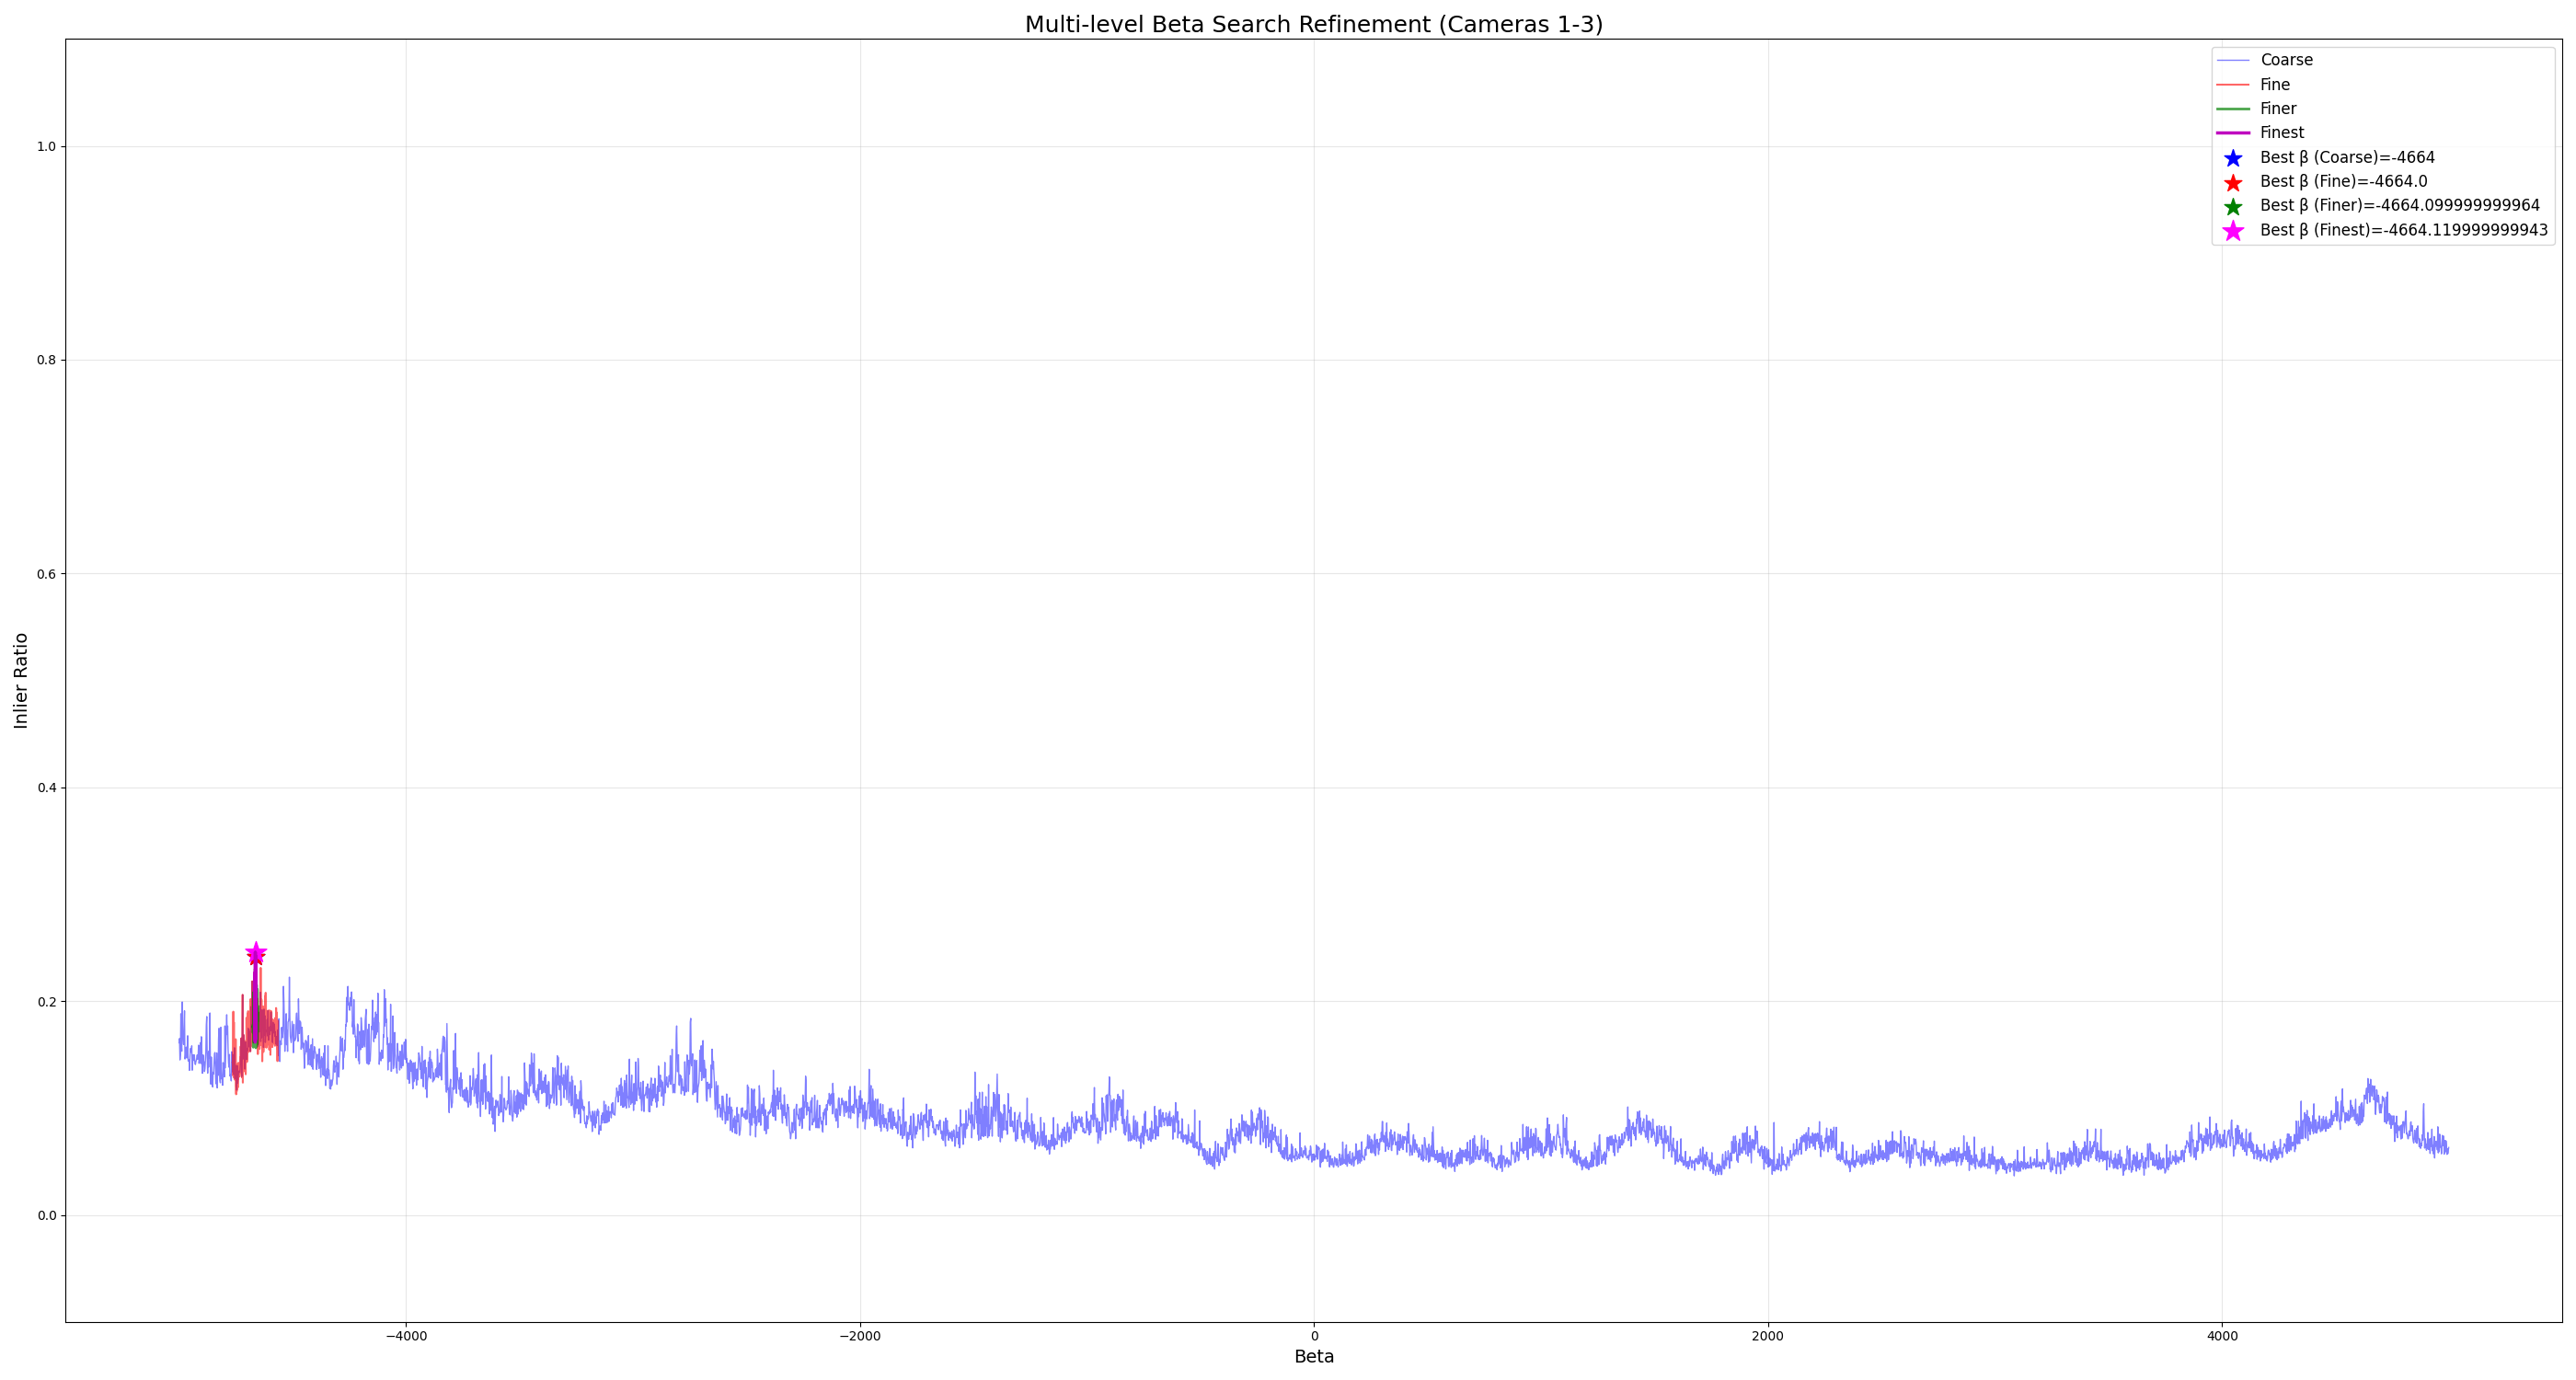 Multi-level Beta Search Refinement (Cameras 1-3)
Coarse
Fine
Finer
Finest
Best β (Coarse)=-4664
Best β (Fine)=-4664.0
Best β (Finer)=-4664.099999999964
Best β (Finest)=-4664.119999999943
1.0
0.8
0.6
0.4
0.2
0.0
Inlier Ratio
−4000
−2000
0
2000
4000
Beta